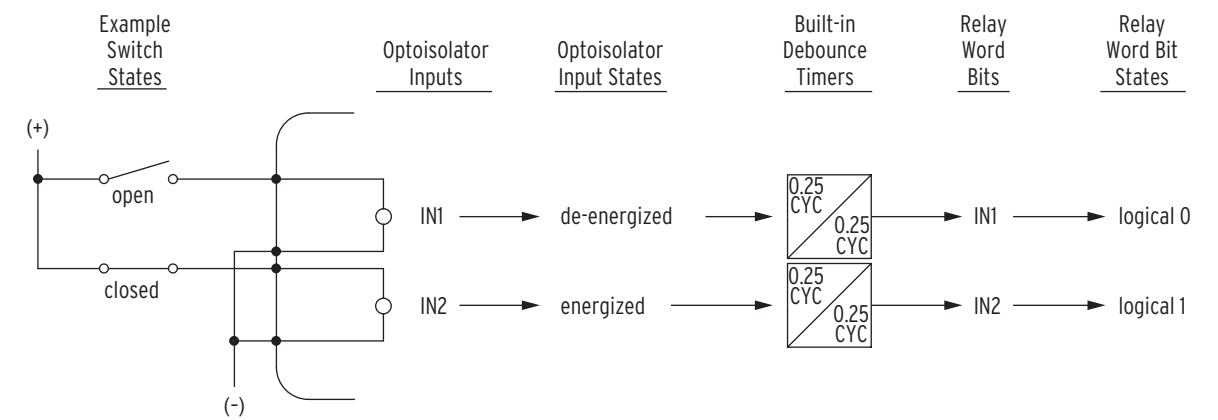 Example
Switch
States
Optoisolator
Inputs
Optoisolator
Input States
Built-in
Debounce
Timers
Relay
Word
Bits
Relay
Word Bit
States
(+)
open
IN1
de-energized
0.25
CYC
0.25
CYC
IN1
logical 0
closed
IN2
energized
0.25
CYC
0.25
CYC
IN2
logical 1
(-)